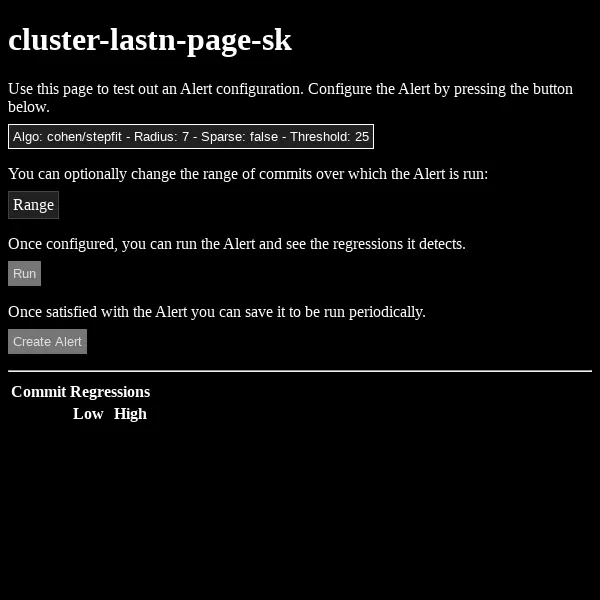 cluster-lastn-page-sk
Use this page to test out an Alert configuration. Configure the Alert by pressing the button
below.
Algo: cohen/stepfit - Radius: 7 - Sparse: false - Threshold: 25
You can optionally change the range of commits over which the Alert is run:
Range
Once configured, you can run the Alert and see the regressions it detects.
Run
Once satisfied with the Alert you can save it to be run periodically.
Create Alert
Commit Regressions
Low High